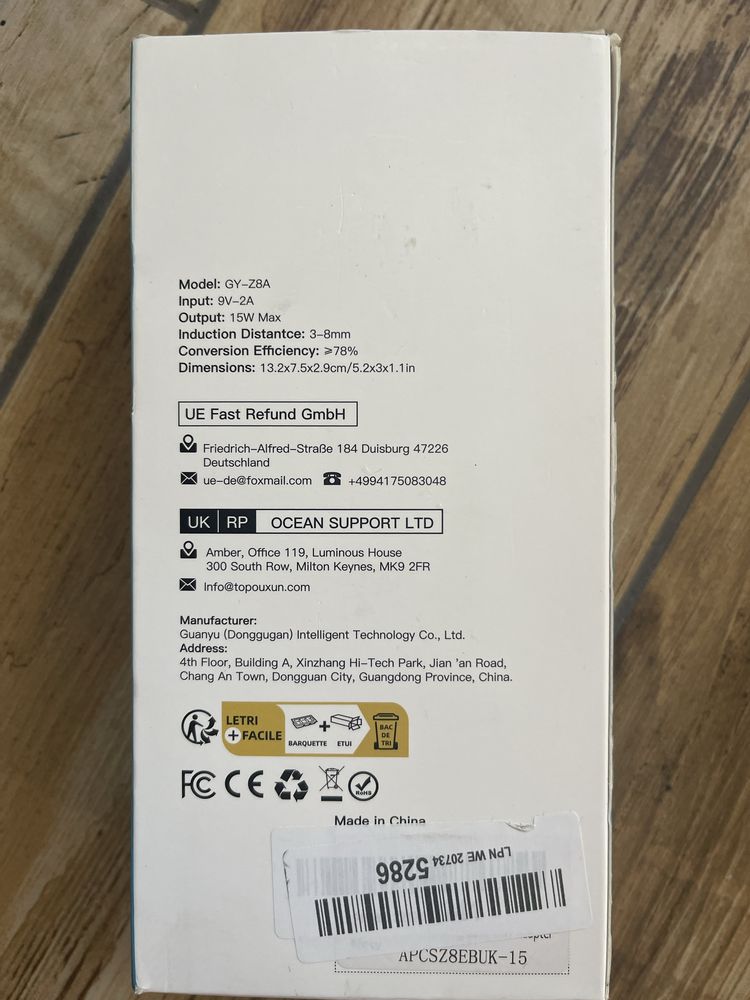 Model: GY-Z8A
Input: 9V-2A
Output: 15W Max
Induction Distantce: 3-8mm
Conversion Efficiency: ≥78%
Dimensions: 13.2x7.5x2.9cm/5.2x3x1.1in
UE Fast Refund GmbH
Friedrich-Alfred-Straße 184 Duisburg 47226
Deutschland
ue-de@foxmail.com +4994175083048
UK RP OCEAN SUPPORT LTD
Amber, Office 119, Luminous House
300 South Row, Milton Keynes, MK9 2FR
Info@topouxun.com
Manufacturer:
Guanyu (Donggugan) Intelligent Technology Co., Ltd.
Address:
4th Floor, Building A, Xinzhang Hi-Tech Park, Jian 'an Road,
Chang An Town, Dongguan City, Guangdong Province, China.
LETRI
+FACILE
BARQUETTE + ETUI
BAC
DE
TRI
FC CE RoHS
Made in China
LPN WE 20734 5286
APCSZ8EBUK-15